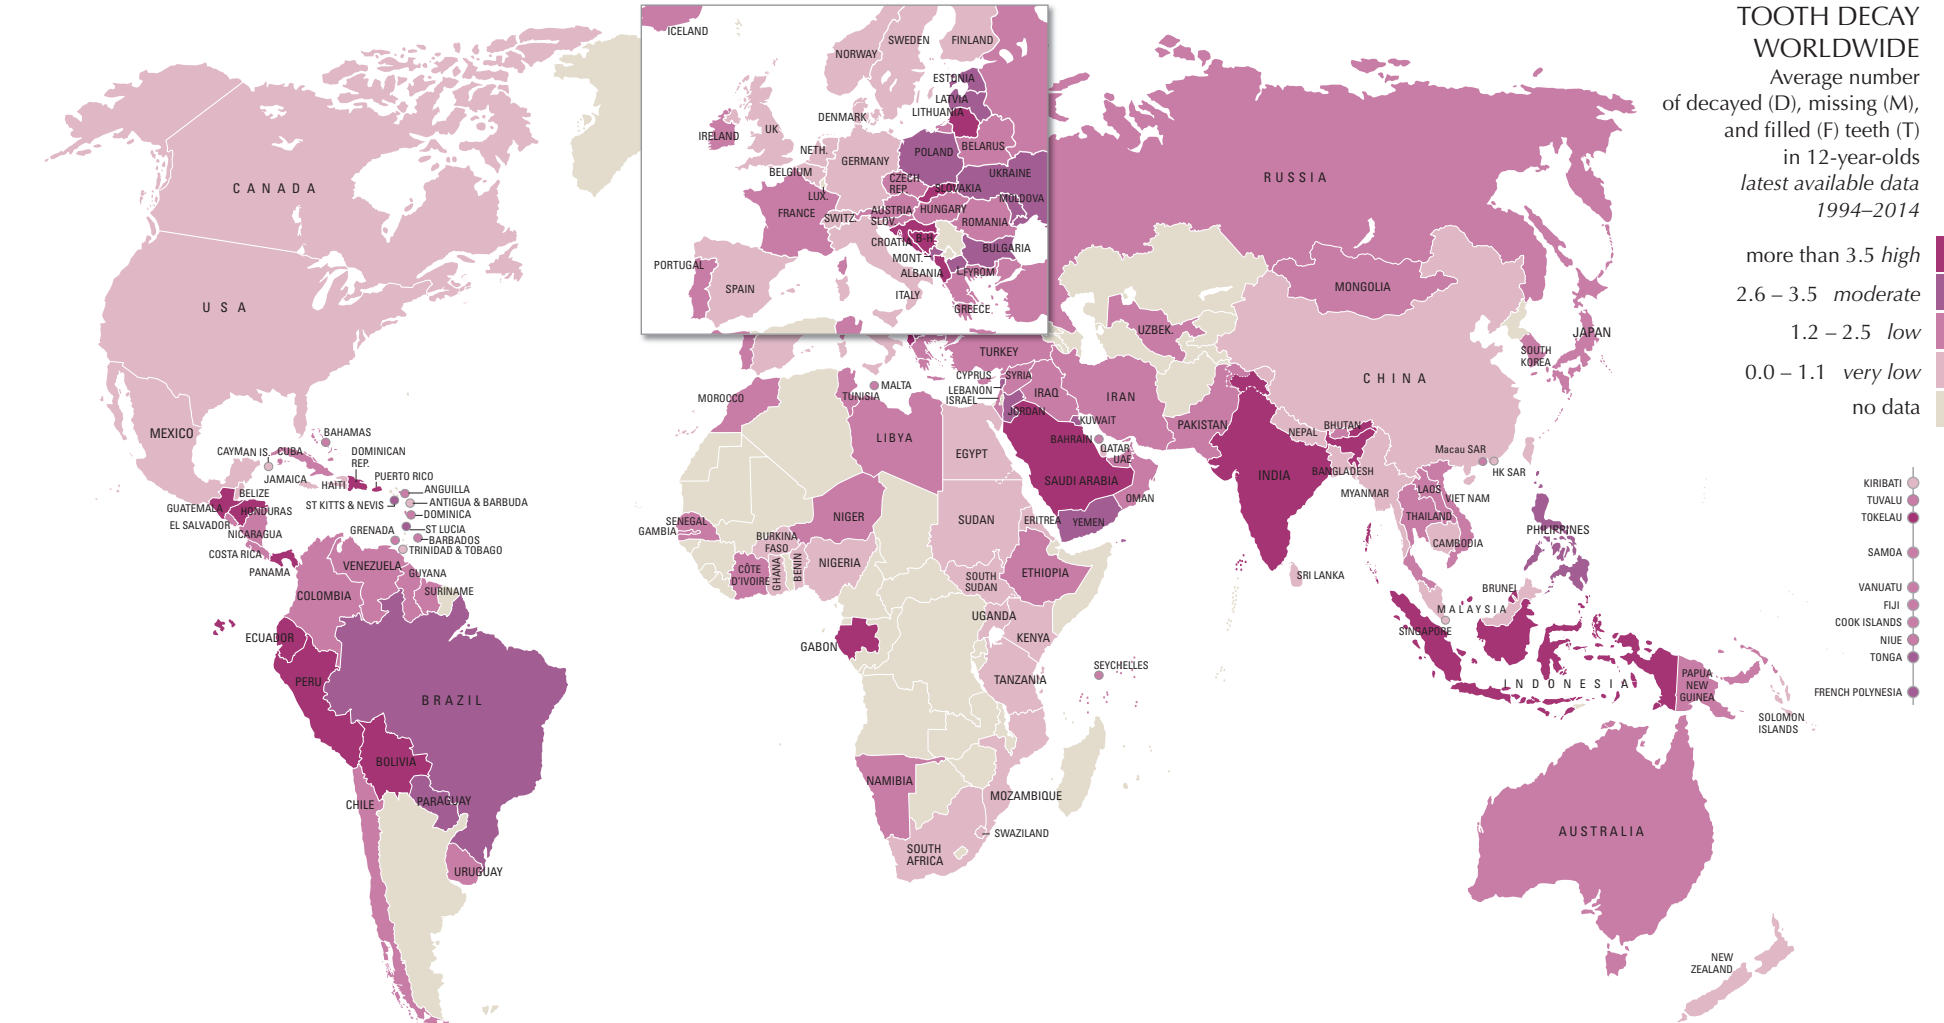 TOOTH DECAY
WORLDWIDE
Average number
of decayed (D), missing (M),
and filled (F) teeth (T)
in 12-year-olds
latest available data
1994–2014
more than 3.5 high
2.6 – 3.5 moderate
1.2 – 2.5 low
0.0 – 1.1 very low
no data
ICELAND
NORWAY
SWEDEN
FINLAND
ESTONIA
LATVIA
LITHUANIA
DENMARK
IRELAND
UK
NETH.
GERMANY
POLAND
BELARUS
BELGIUM
LUX.
CZECH
REP.
SLOVAKIA
UKRAINE
MOLDOVA
FRANCE
SWITZ.
AUSTRIA
SLOV.
HUNGARY
ROMANIA
CROATIA
B-H.
BULGARIA
MONT.
ALBANIA
FYROM
PORTUGAL
SPAIN
ITALY
GREECE
CANADA
USA
MEXICO
BAHAMAS
CAYMAN IS.
CUBA
DOMINICAN
REP.
JAMAICA
HAITI
PUERTO RICO
BELIZE
GUATEMALA
HONDURAS
EL SALVADOR
NICARAGUA
COSTA RICA
PANAMA
ST KITTS & NEVIS
ANGUILLA
ANTIGUA & BARBUDA
DOMINICA
ST LUCIA
BARBADOS
GRENADA
TRINIDAD & TOBAGO
VENEZUELA
GUYANA
SURINAME
COLOMBIA
ECUADOR
PERU
BRAZIL
BOLIVIA
PARAGUAY
CHILE
URUGUAY
RUSSIA
MONGOLIA
UZBEK.
CHINA
JAPAN
SOUTH
KOREA
TURKEY
CYPRUS
SYRIA
LEBANON
ISRAEL
IRAQ
IRAN
JORDAN
KUWAIT
BAHRAIN
QATAR
UAE
SAUDI ARABIA
OMAN
YEMEN
PAKISTAN
NEPAL
BHUTAN
INDIA
BANGLADESH
MYANMAR
SRI LANKA
Macau SAR
HK SAR
LAOS
VIET NAM
THAILAND
CAMBODIA
PHILIPPINES
BRUNEI
MALAYSIA
SINGAPORE
INDONESIA
PAPUA
NEW
GUINEA
SOLOMON
ISLANDS
AUSTRALIA
NEW
ZEALAND
MALTA
MOROCCO
TUNISIA
LIBYA
EGYPT
SENEGAL
GAMBIA
NIGER
BURKINA
FASO
CÔTE
D'IVOIRE
GHANA
BENIN
NIGERIA
SUDAN
ERITREA
SOUTH
SUDAN
ETHIOPIA
UGANDA
KENYA
GABON
TANZANIA
SEYCHELLES
NAMIBIA
MOZAMBIQUE
SWAZILAND
SOUTH
AFRICA
KIRIBATI
TUVALU
TOKELAU
SAMOA
VANUATU
FIJI
COOK ISLANDS
NIUE
TONGA
FRENCH POLYNESIA